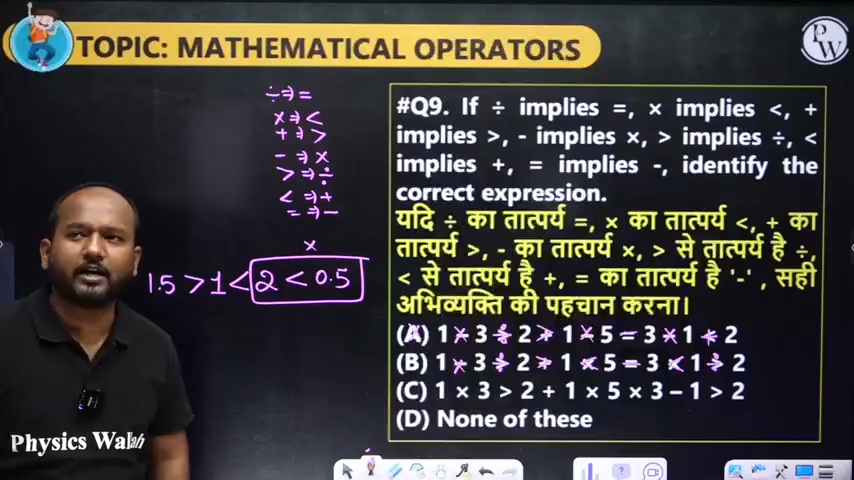 TOPIC: MATHEMATICAL OPERATORS
PW
÷ ⇒ =
× ⇒ <
+ ⇒ >
- ⇒ ×
> ⇒ ÷
< ⇒ +
= ⇒ -
×
1.5 > 1 < 2 < 0.5
#Q9. If ÷ implies =, × implies <, +
implies >, - implies ×, > implies ÷, <
implies +, = implies -, identify the
correct expression.
यदि ÷ का तात्पर्य =, × का तात्पर्य <, + का
तात्पर्य >, - का तात्पर्य ×, > से तात्पर्य है ÷,
< से तात्पर्य है +, = का तात्पर्य है '-' , सही
अभिव्यक्ति की पहचान करना।
(A) 1 3 2 1 5 = 3 1 2
(B) 1 3 2 1 5 = 3 1 2
(C) 1 × 3 > 2 + 1 × 5 × 3 – 1 > 2
(D) None of these
Physics Wallah